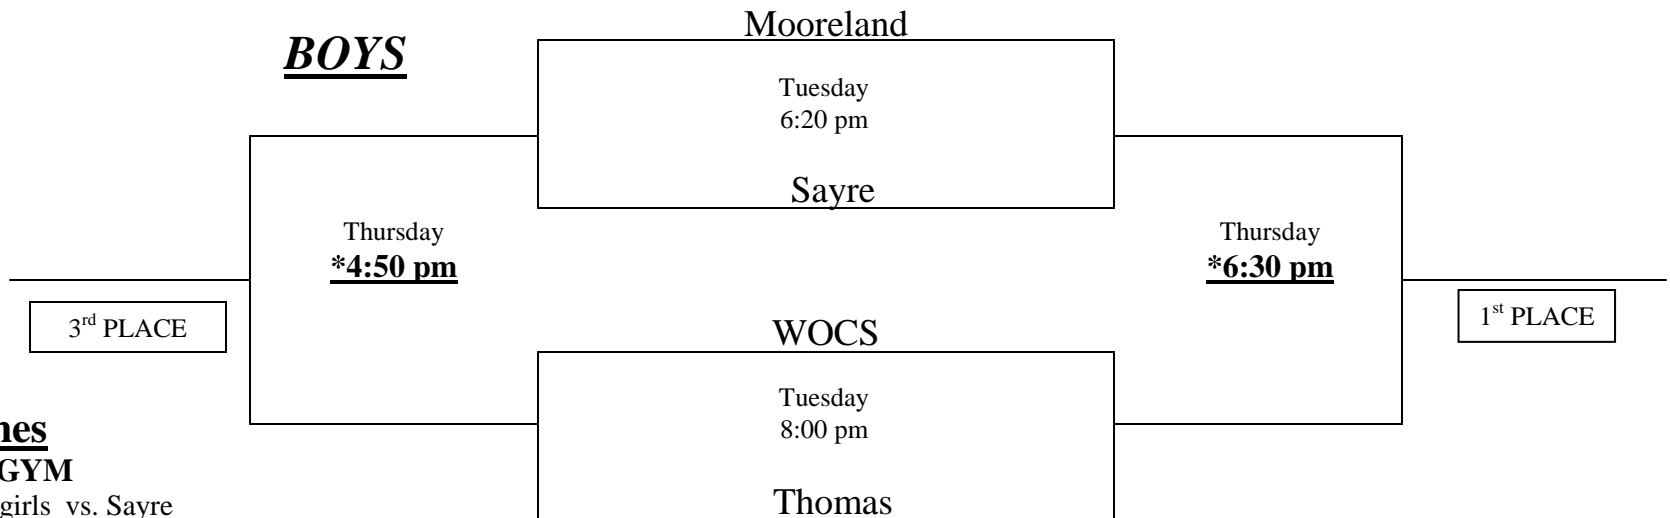 Mooreland
BOYS
Tuesday
6:20 pm
Sayre
Thursday
*4:50 pm
Thursday
*6:30 pm
3rd PLACE
1st PLACE
WOCS
Tuesday
8:00 pm
GYM
girls vs. Sayre
Thomas